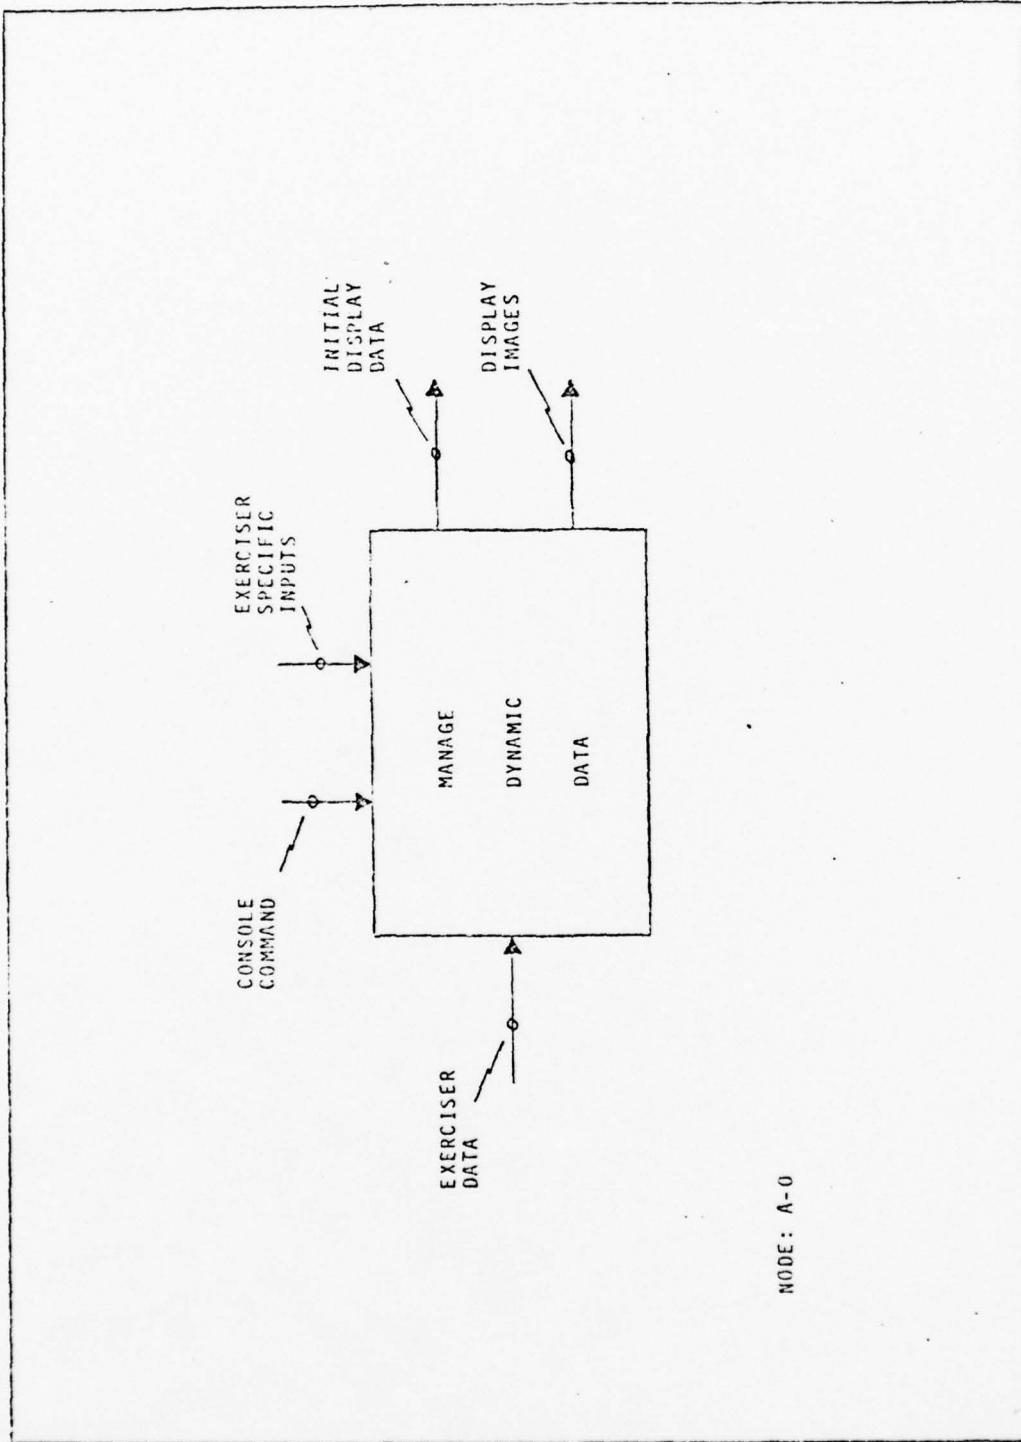 EXERCISER
SPECIFIC
INPUTS
CONSOLE
COMMAND
INITIAL
DISPLAY
DATA
EXERCISER
DATA
MANAGE
DYNAMIC
DATA
DISPLAY
IMAGES
NODE: A-0